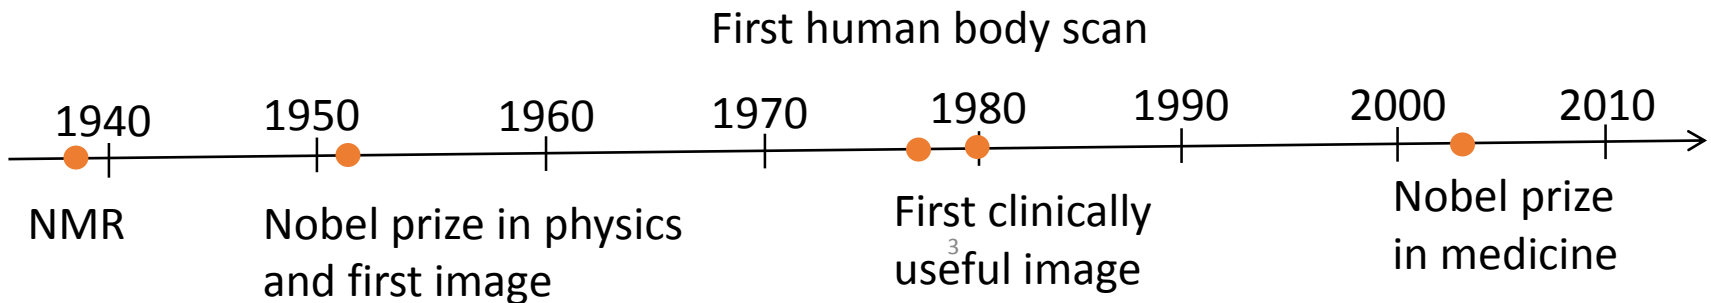 First human body scan
1940 1950 1960 1970 1980 1990 2000 2010
NMR
Nobel prize in physics
and first image
First clinically
useful image
3
Nobel prize
in medicine